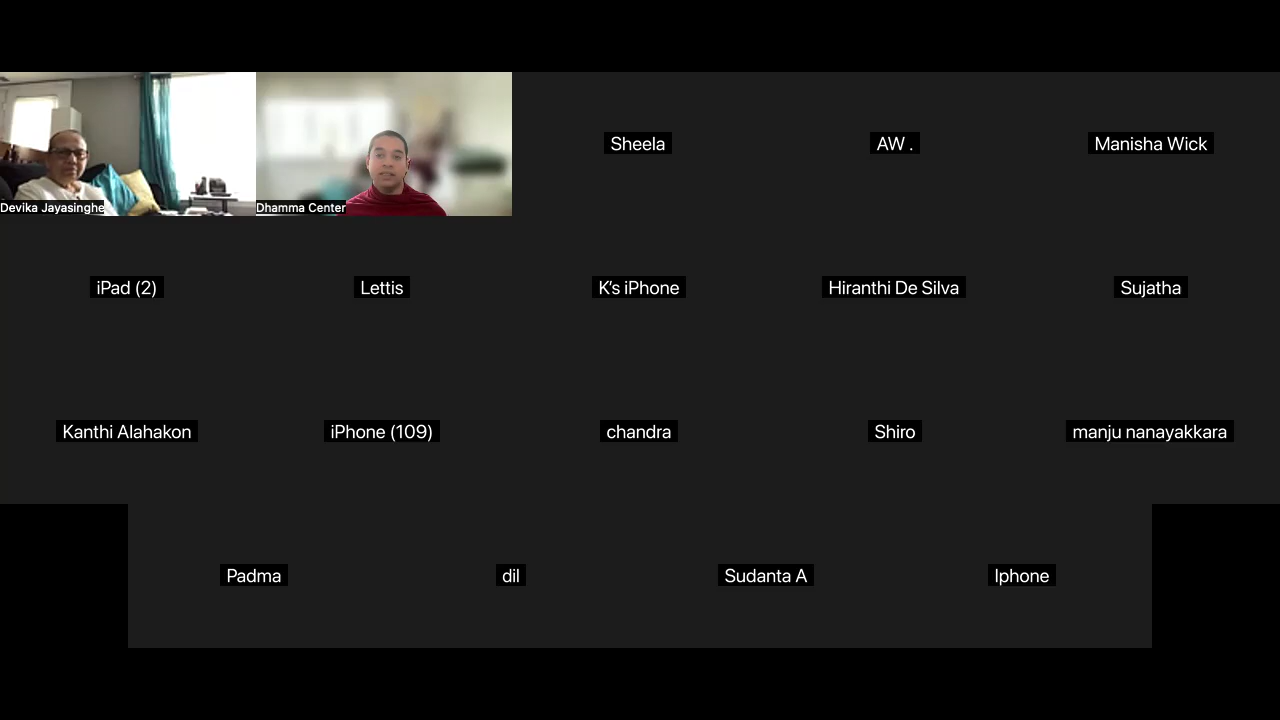 Devika Jayasinghe
Dhamma Center
Sheela
AW .
Manisha Wick
iPad (2)
Lettis
K's iPhone
Hiranthi De Silva
Sujatha
Kanthi Alahakon
iPhone (109)
chandra
Shiro
manju nanayakkara
Padma
dil
Sudanta A
Iphone